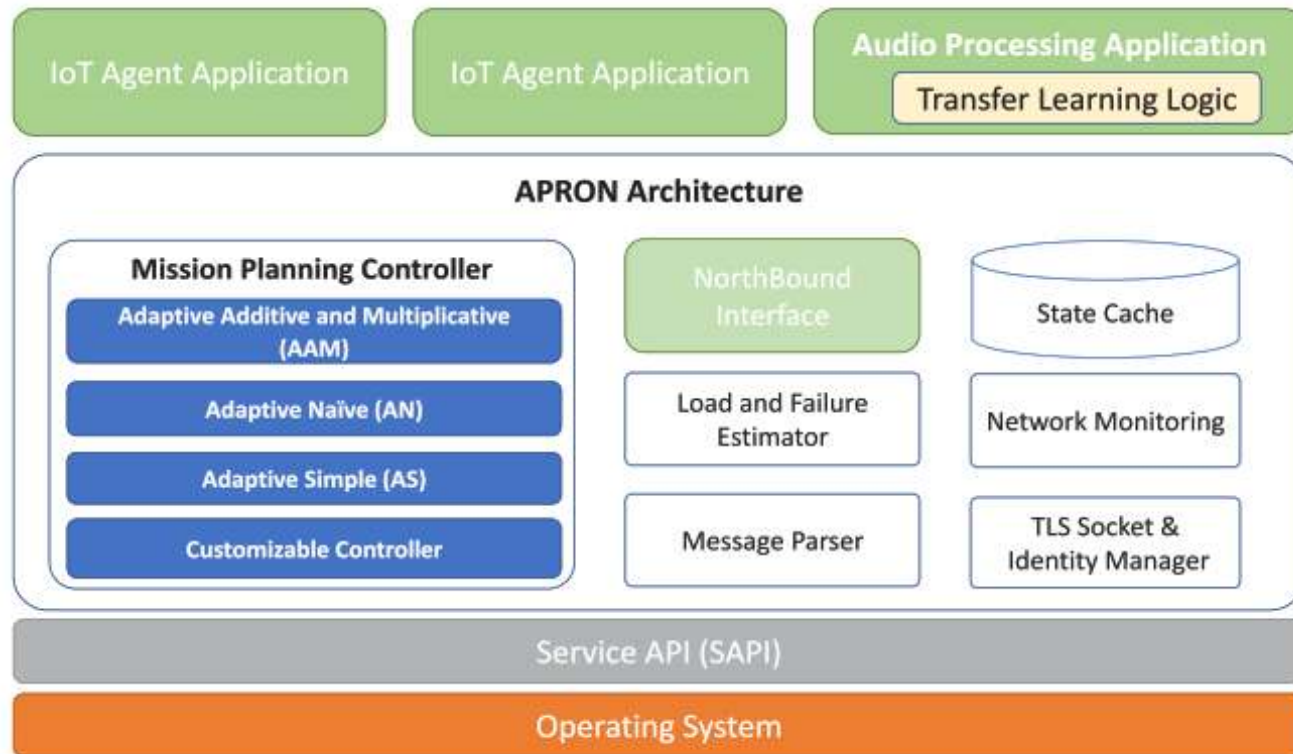 IoT Agent Application
IoT Agent Application
Audio Processing Application
Transfer Learning Logic
APRON Architecture
Mission Planning Controller
Adaptive Additive and Multiplicative
(AAM)
Adaptive Naïve (AN)
Adaptive Simple (AS)
Customizable Controller
NorthBound
Interface
Load and Failure
Estimator
Message Parser
State Cache
Network Monitoring
TLS Socket &
Identity Manager
Service API (SAPI)
Operating System